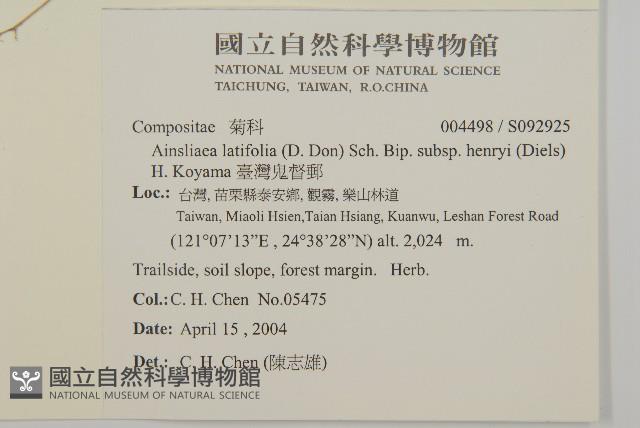 國立自然科學博物館
NATIONAL MUSEUM OF NATURAL SCIENCE
TAICHUNG, TAIWAN, R.O.CHINA
Compositae 菊科 004498 / S092925
Ainsliaea latifolia (D. Don) Sch. Bip. subsp. henryi (Diels)
H. Koyama 臺灣鬼督郵
Loc.: 台灣, 苗栗縣泰安鄉, 觀霧, 樂山林道
Taiwan, Miaoli Hsien,Taian Hsiang, Kuanwu, Leshan Forest Road
(121°07'13”E , 24°38'28”N) alt. 2,024 m.
Trailside, soil slope, forest margin. Herb.
Col.: C. H. Chen No.05475
Date: April 15 , 2004
Det.: C. H. Chen (陳志雄)
國立自然科學博物館
NATIONAL MUSEUM OF NATURAL SCIENCE